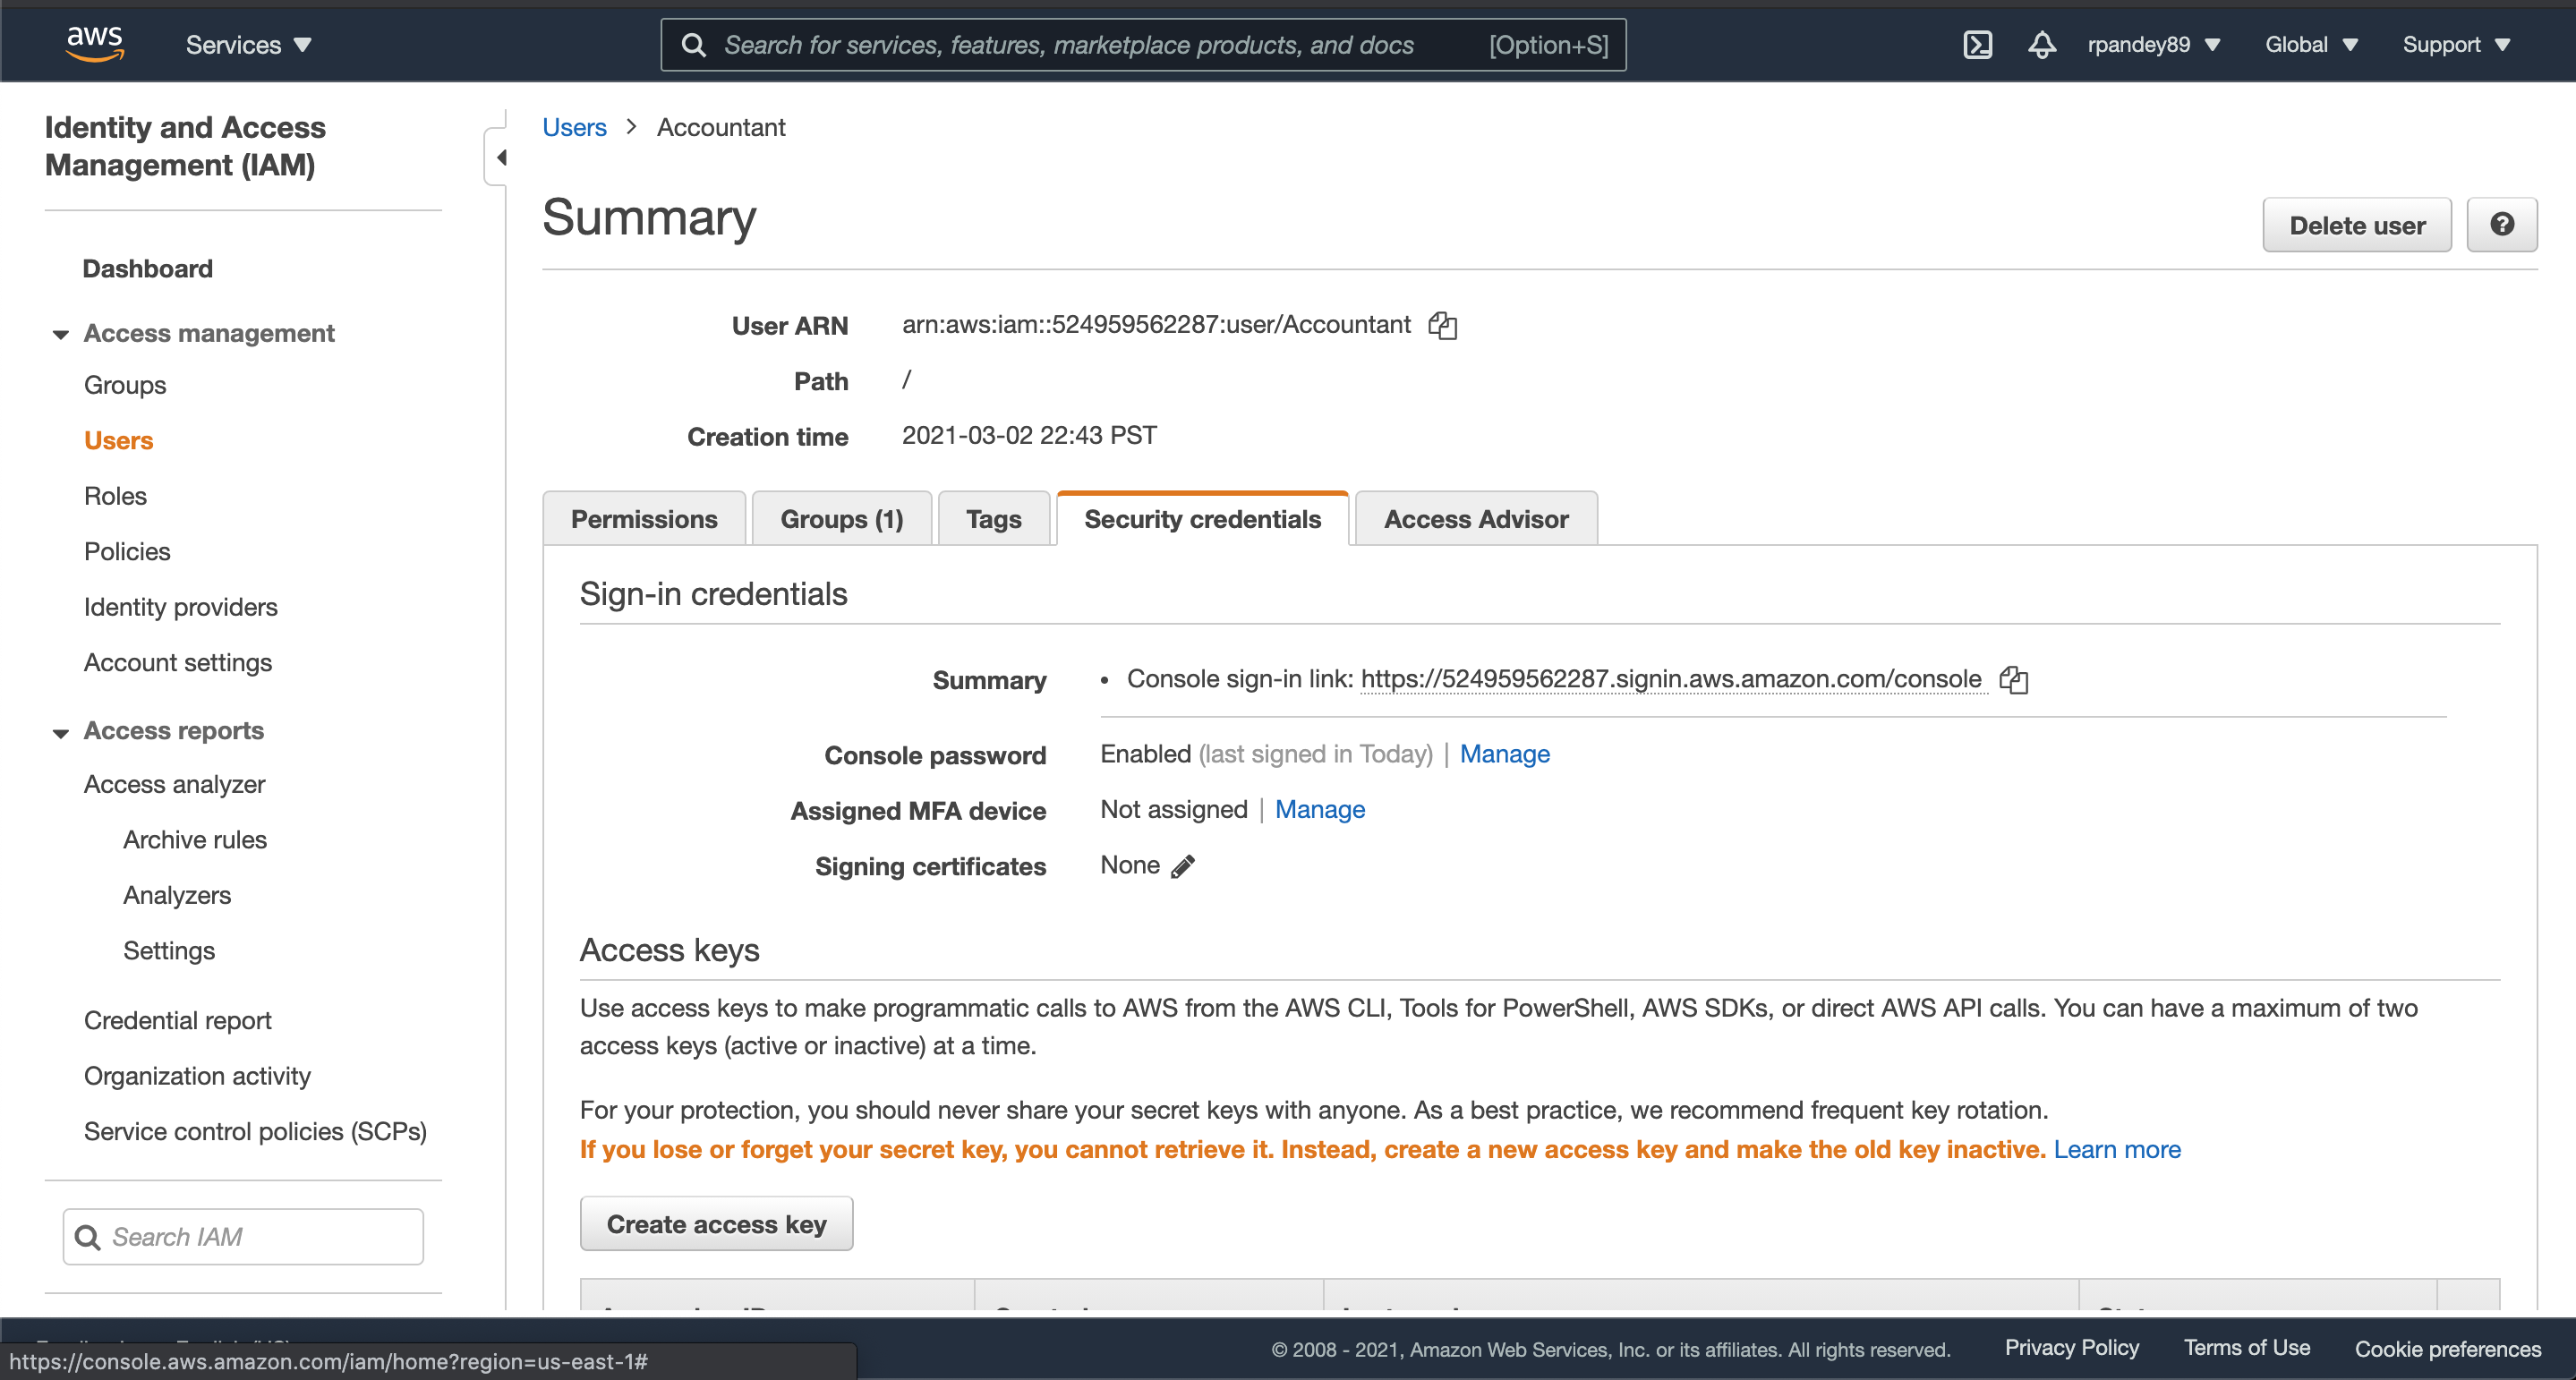 aws
Services
Search for services, features, marketplace products, and docs [Option+S]
rpandey89
Global
Support
Identity and Access
Management (IAM)
Dashboard
Access management
Groups
Users
Roles
Policies
Identity providers
Account settings
Access reports
Access analyzer
Archive rules
Analyzers
Settings
Credential report
Organization activity
Service control policies (SCPs)
Search IAM
Users > Accountant
Summary
Delete user
User ARN arn:aws:iam::524959562287:user/Accountant
Path /
Creation time 2021-03-02 22:43 PST
Permissions
Groups (1)
Tags
Security credentials
Access Advisor
Sign-in credentials
Summary • Console sign-in link: https://524959562287.signin.aws.amazon.com/console
Console password Enabled (last signed in Today) | Manage
Assigned MFA device Not assigned | Manage
Signing certificates None
Access keys
Use access keys to make programmatic calls to AWS from the AWS CLI, Tools for PowerShell, AWS SDKs, or direct AWS API calls. You can have a maximum of two
access keys (active or inactive) at a time.
For your protection, you should never share your secret keys with anyone. As a best practice, we recommend frequent key rotation.
If you lose or forget your secret key, you cannot retrieve it. Instead, create a new access key and make the old key inactive. Learn more
Create access key
https://console.aws.amazon.com/iam/home?region=us-east-1#
© 2008 - 2021, Amazon Web Services, Inc. or its affiliates. All rights reserved.
Privacy Policy
Terms of Use
Cookie preferences